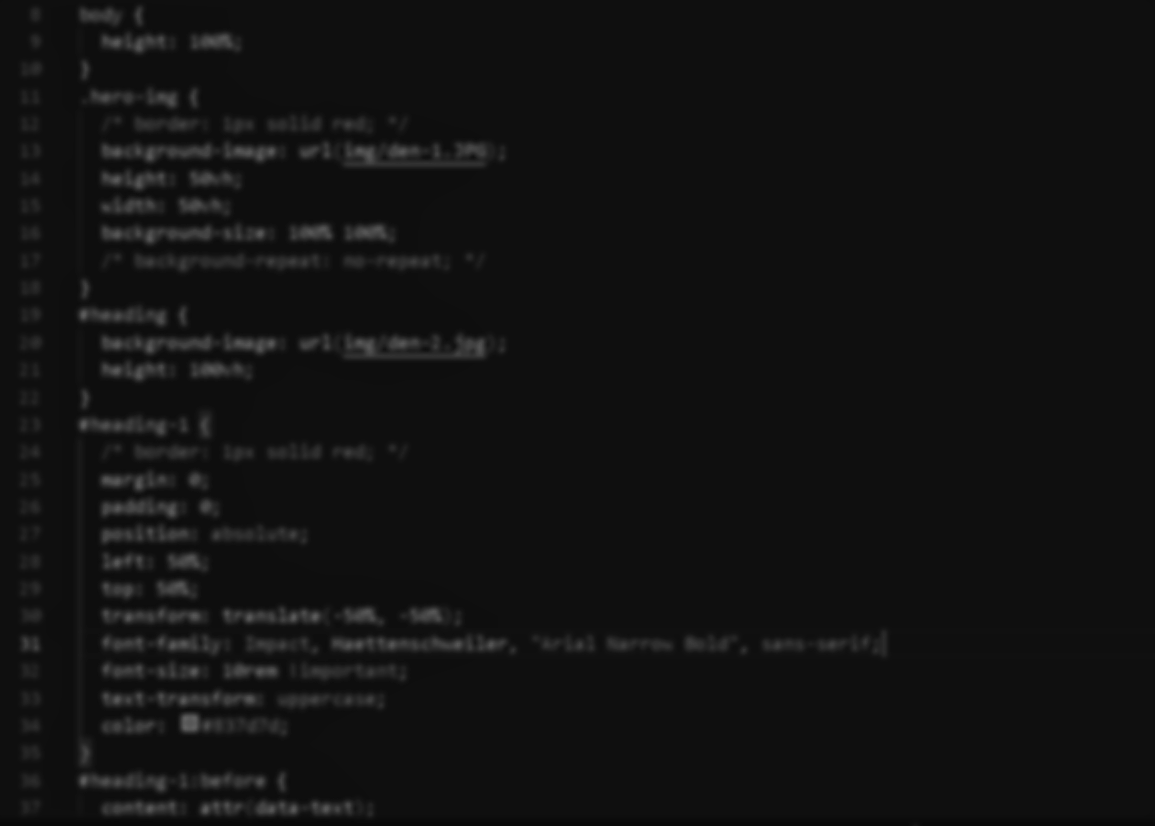 8 body {
9 height: 100%;
10 }
11 .hero-img {
12 /* border: 1px solid red; */
13 background-image: url(img/den-1.JPG);
14 height: 50vh;
15 width: 50vh;
16 background-size: 100% 100%;
17 /* background-repeat: no-repeat; */
18 }
19 #heading {
20 background-image: url(img/den-2.jpg);
21 height: 100vh;
22 }
23 #heading-1 {
24 /* border: 1px solid red; */
25 margin: 0;
26 padding: 0;
27 position: absolute;
28 left: 50%;
29 top: 50%;
30 transform: translate(-50%, -50%);
31 font-family: Impact, Haettenschweiler, "Arial Narrow Bold", sans-serif;
32 font-size: 10rem !important;
33 text-transform: uppercase;
34 color:
35 }
36 #heading-1:before {
37 content: attr(data-text);